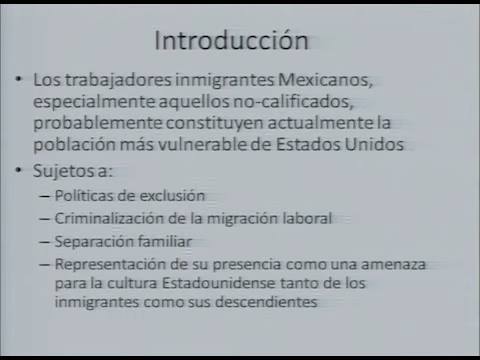 Introducción
• Los trabajadores inmigrantes Mexicanos,
especialmente aquellos no-calificados,
probablemente constituyen actualmente la
población más vulnerable de Estados Unidos
• Sujetos a:
– Políticas de exclusión
– Criminalización de la migración laboral
– Separación familiar
– Representación de su presencia como una amenaza
para la cultura Estadounidense tanto de los
inmigrantes como sus descendientes